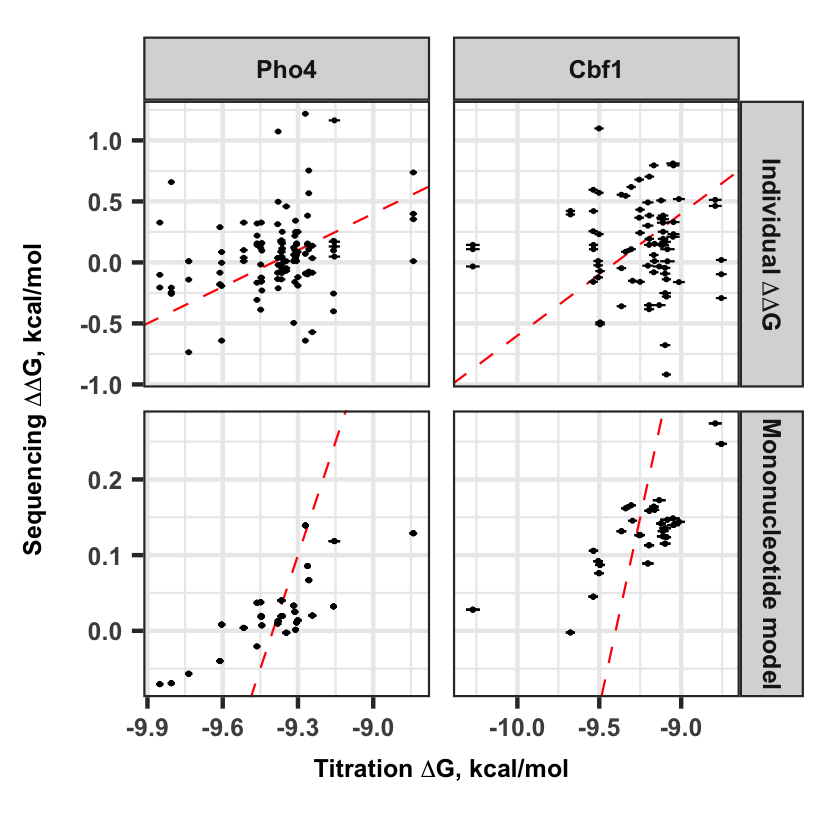 Pho4
Cbf1
1.0
0.5
0.0
-0.5
-1.0
Individual ΔΔG
0.2
0.1
0.0
Mononucleotide model
Sequencing ΔΔG, kcal/mol
-9.9 -9.6 -9.3 -9.0
-10.0 -9.5 -9.0
Titration ΔG, kcal/mol